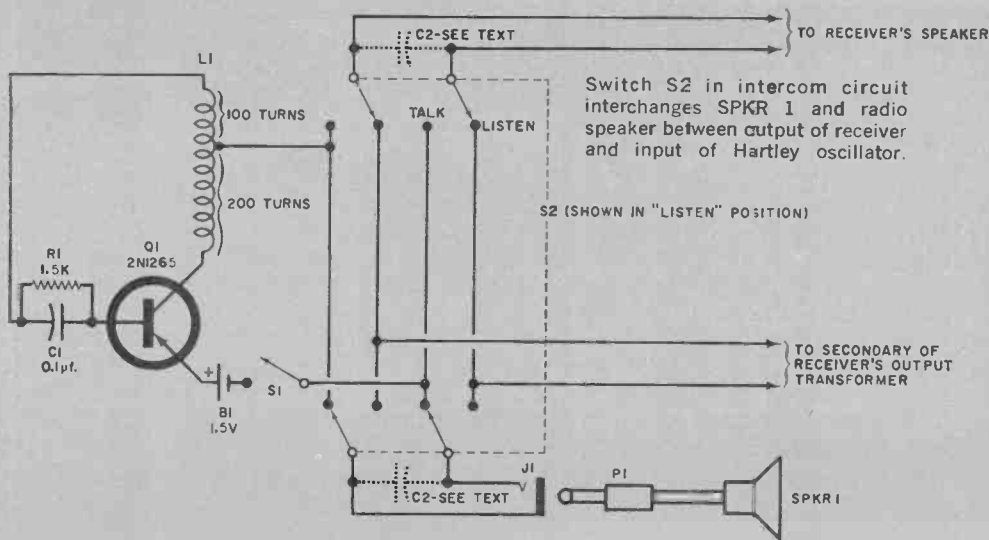 C2-SEE TEXT
TO RECEIVER'S SPEAKER
L1
100 TURNS
TALK
LISTEN
Switch S2 in intercom circuit
interchanges SPKR 1 and radio
speaker between output of receiver
and input of Hartley oscillator.
200 TURNS
S2 (SHOWN IN "LISTEN" POSITION)
Q1
2N1265
R1
1.5K
C1
0.1µf.
+
B1
1.5V
S1
TO SECONDARY OF
RECEIVER'S OUTPUT
TRANSFORMER
C2-SEE TEXT
J1
P1
SPKR 1